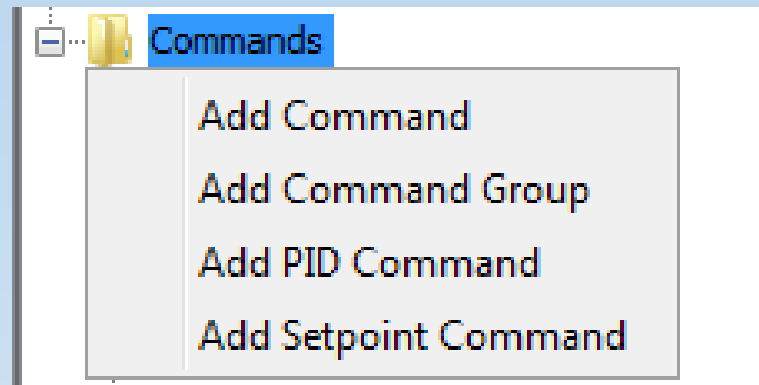 Commands
Add Command
Add Command Group
Add PID Command
Add Setpoint Command